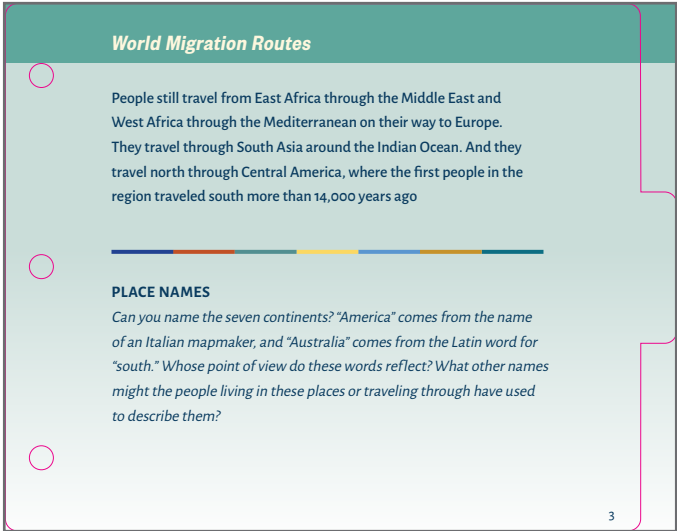 World Migration Routes
People still travel from East Africa through the Middle East and
West Africa through the Mediterranean on their way to Europe.
They travel through South Asia around the Indian Ocean. And they
travel north through Central America, where the first people in the
region traveled south more than 14,000 years ago
PLACE NAMES
Can you name the seven continents? “America” comes from the name
of an Italian mapmaker, and “Australia” comes from the Latin word for
“south.” Whose point of view do these words reflect? What other names
might the people living in these places or traveling through have used
to describe them?
3